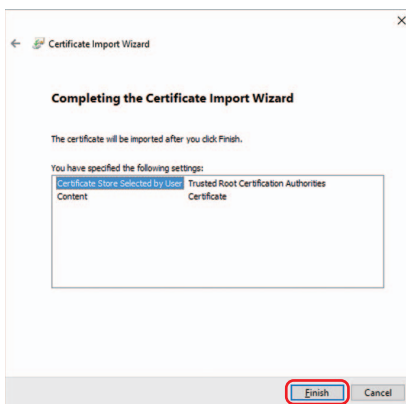 Certificate Import Wizard
Completing the Certificate Import Wizard
The certificate will be imported after you click Finish.
You have specified the following settings:
Certificate Store Selected by User Trusted Root Certification Authorities
Content Certificate
Finish Cancel